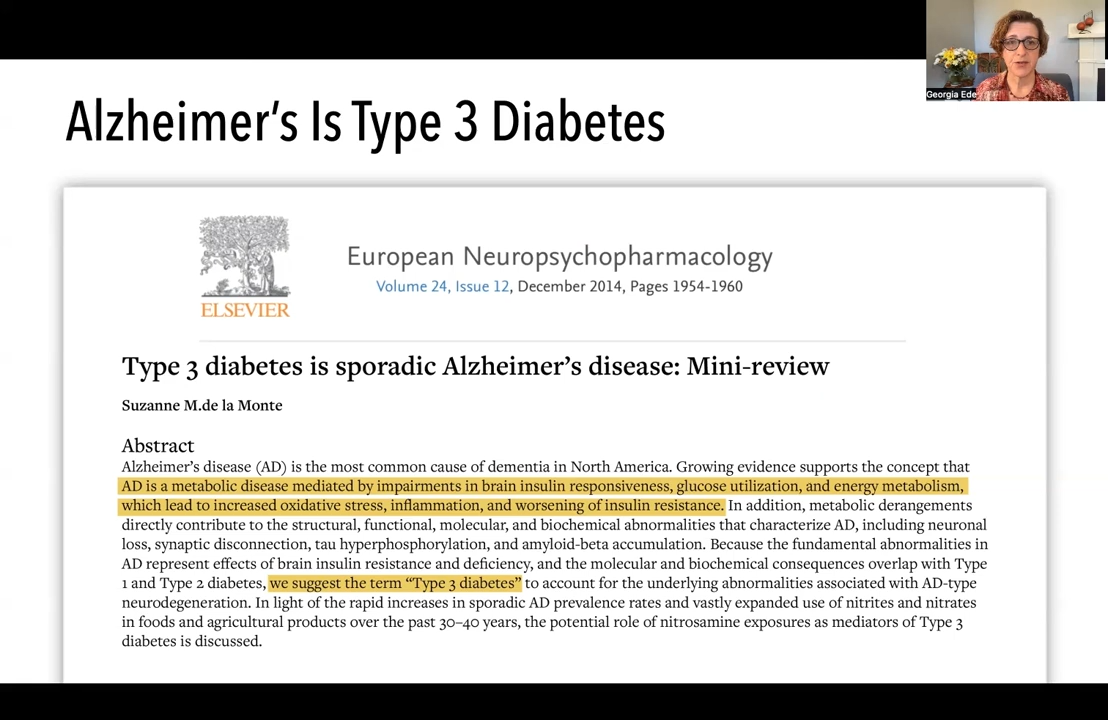 Georgia Ede
Alzheimer's Is Type 3 Diabetes
ELSEVIER
European Neuropsychopharmacology
Volume 24, Issue 12, December 2014, Pages 1954-1960
Type 3 diabetes is sporadic Alzheimer's disease: Mini-review
Suzanne M.de la Monte
Abstract
Alzheimer's disease (AD) is the most common cause of dementia in North America. Growing evidence supports the concept that
AD is a metabolic disease mediated by impairments in brain insulin responsiveness, glucose utilization, and energy metabolism,
which lead to increased oxidative stress, inflammation, and worsening of insulin resistance. In addition, metabolic derangements
directly contribute to the structural, functional, molecular, and biochemical abnormalities that characterize AD, including neuronal
loss, synaptic disconnection, tau hyperphosphorylation, and amyloid-beta accumulation. Because the fundamental abnormalities in
AD represent effects of brain insulin resistance and deficiency, and the molecular and biochemical consequences overlap with Type
1 and Type 2 diabetes, we suggest the term “Type 3 diabetes” to account for the underlying abnormalities associated with AD-type
neurodegeneration. In light of the rapid increases in sporadic AD prevalence rates and vastly expanded use of nitrites and nitrates
in foods and agricultural products over the past 30–40 years, the potential role of nitrosamine exposures as mediators of Type 3
diabetes is discussed.